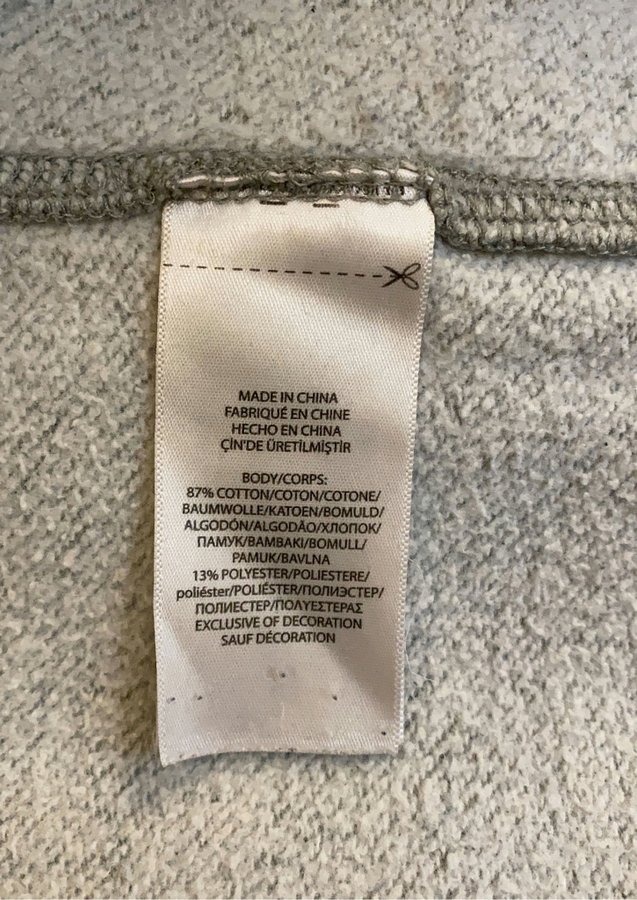 MADE IN CHINA
FABRIQUÉ EN CHINE
HECHO EN CHINA
ÇİN'DE ÜRETİLMİŞTİR
BODY/CORPS:
87% COTTON/COTON/COTONE/
BAUMWOLLE/KATOEN/BOMULD/
ALGODÓN/ALGODÃO/ХЛОПОК/
ПАМУК/ΒΑΜΒΑΚΙ/BOMULL/
PAMUK/BAVLNA
13% POLYESTER/POLIESTERE/
poliéster/POLIÉSTER/ПОЛИЭСТЕР/
ПОЛИЕСТЕР/ΠΟΛΥΕΣΤΕΡΑΣ
EXCLUSIVE OF DECORATION
SAUF DÉCORATION